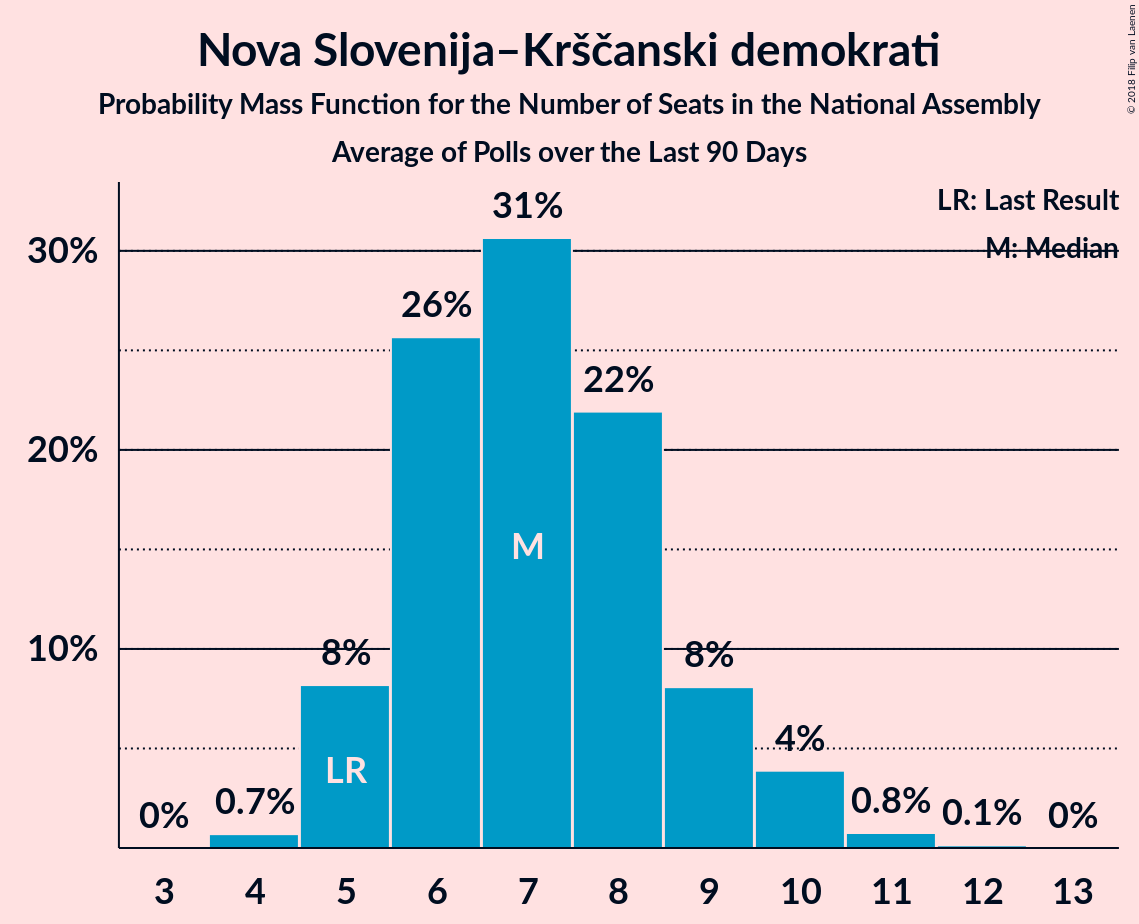 Nova Slovenija–Krščanski demokrati
Probability Mass Function for the Number of Seats in the National Assembly
Average of Polls over the Last 90 Days
© 2018 Filip van Laenen
LR: Last Result
M: Median
30%
20%
10%
0%
0.7%
8%
26%
31%
22%
8%
4%
0.8%
0.1%
0%
LR
M
3 4 5 6 7 8 9 10 11 12 13